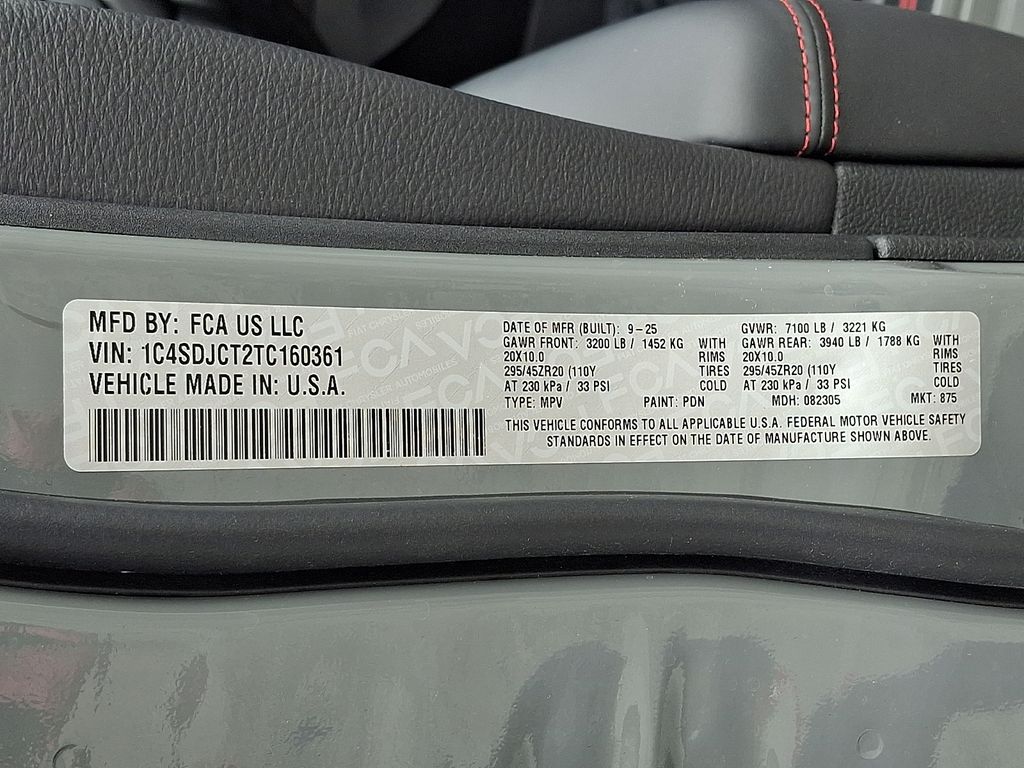 MFD BY: FCA US LLC
VIN: 1C4SDJCT2TC160361
VEHICLE MADE IN: U.S.A.
DATE OF MFR (BUILT): 9-25
GAWR FRONT: 3200 LB / 1452 KG WITH
20X10.0 RIMS
295/45ZR20 (110Y TIRES
AT 230 kPa / 33 PSI COLD
GVWR: 7100 LB / 3221 KG
GAWR REAR: 3940 LB / 1788 KG WITH
20X10.0 RIMS
295/45ZR20 (110Y TIRES
AT 230 kPa / 33 PSI COLD
TYPE: MPV PAINT: PDN MDH: 082305 MKT: 875
THIS VEHICLE CONFORMS TO ALL APPLICABLE U.S.A. FEDERAL MOTOR VEHICLE SAFETY
STANDARDS IN EFFECT ON THE DATE OF MANUFACTURE SHOWN ABOVE.